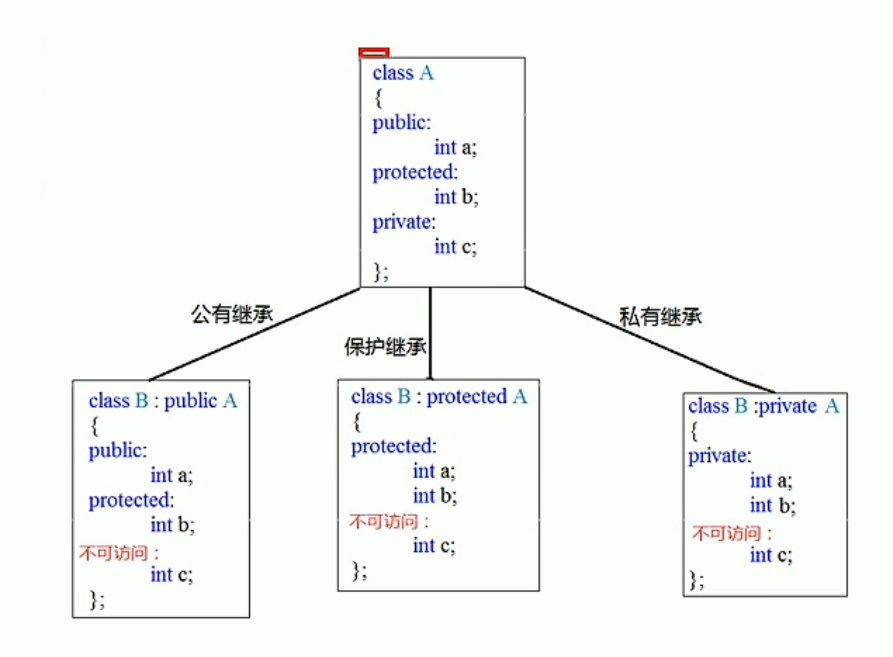 class A
{
public:
int a;
protected:
int b;
private:
int c;
};
公有继承
保护继承
私有继承
class B : public A
{
public:
int a;
protected:
int b;
不可访问：
int c;
};
class B : protected A
{
protected:
int a;
int b;
不可访问：
int c;
};
class B :private A
{
private:
int a;
int b;
不可访问：
int c;
};